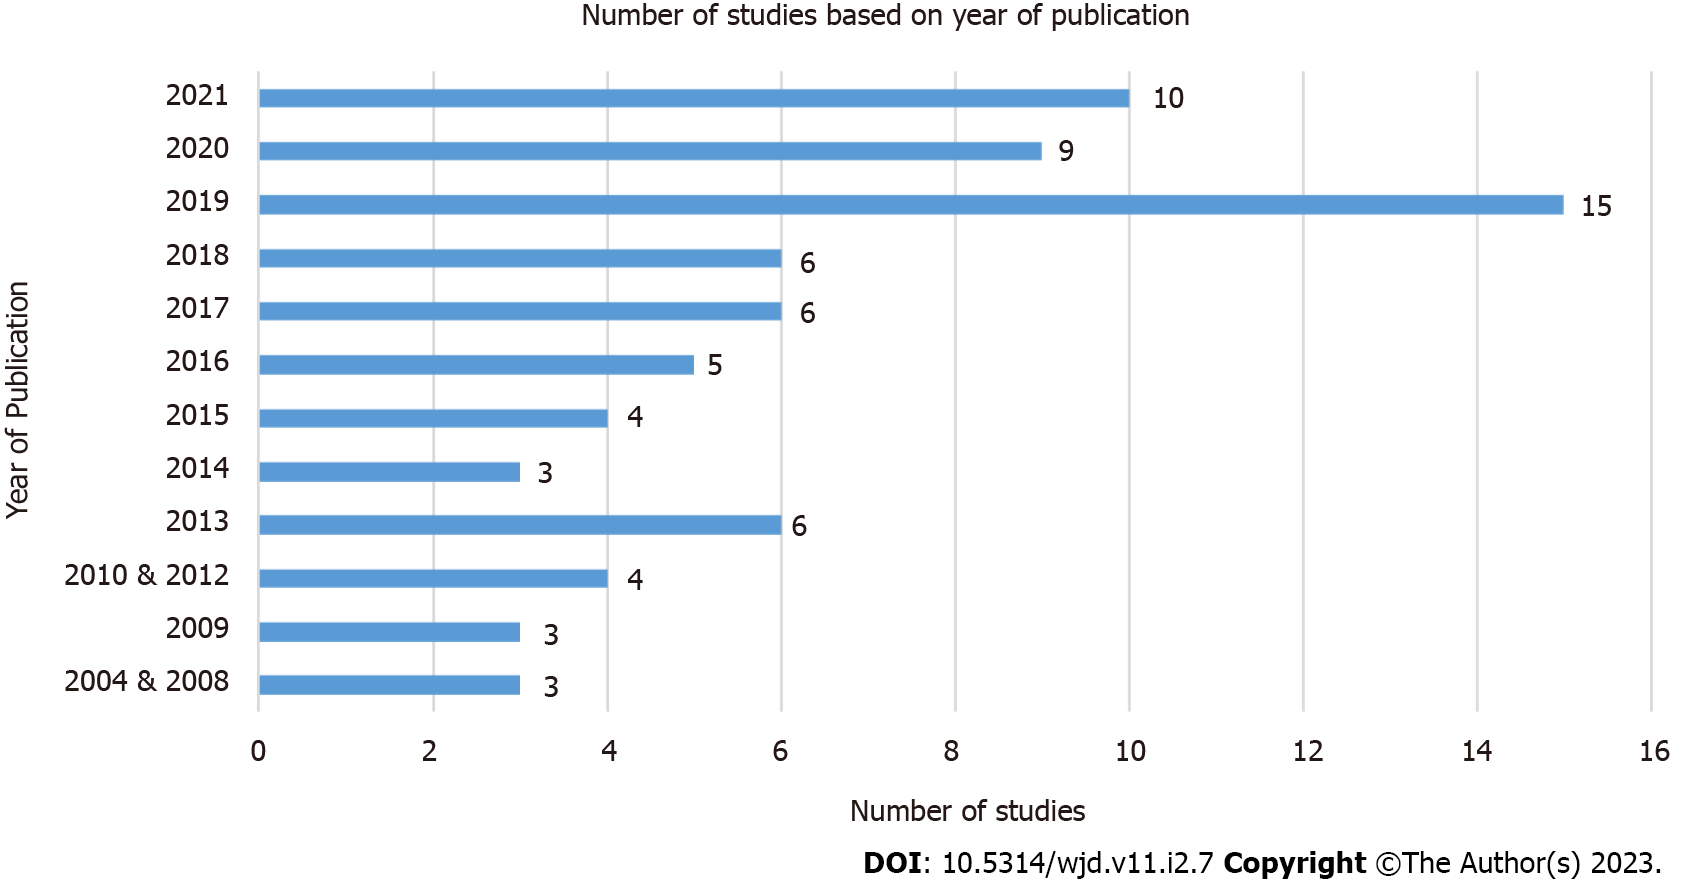 Number of studies based on year of publication
2021 10
2020 9
2019 15
2018 6
2017 6
2016 5
2015 4
2014 3
2013 6
2010 & 2012 4
2009 3
2004 & 2008 3
Year of Publication
0 2 4 6 8 10 12 14 16
Number of studies
DOI: 10.5314/wjd.v11.i2.7 Copyright ©The Author(s) 2023.